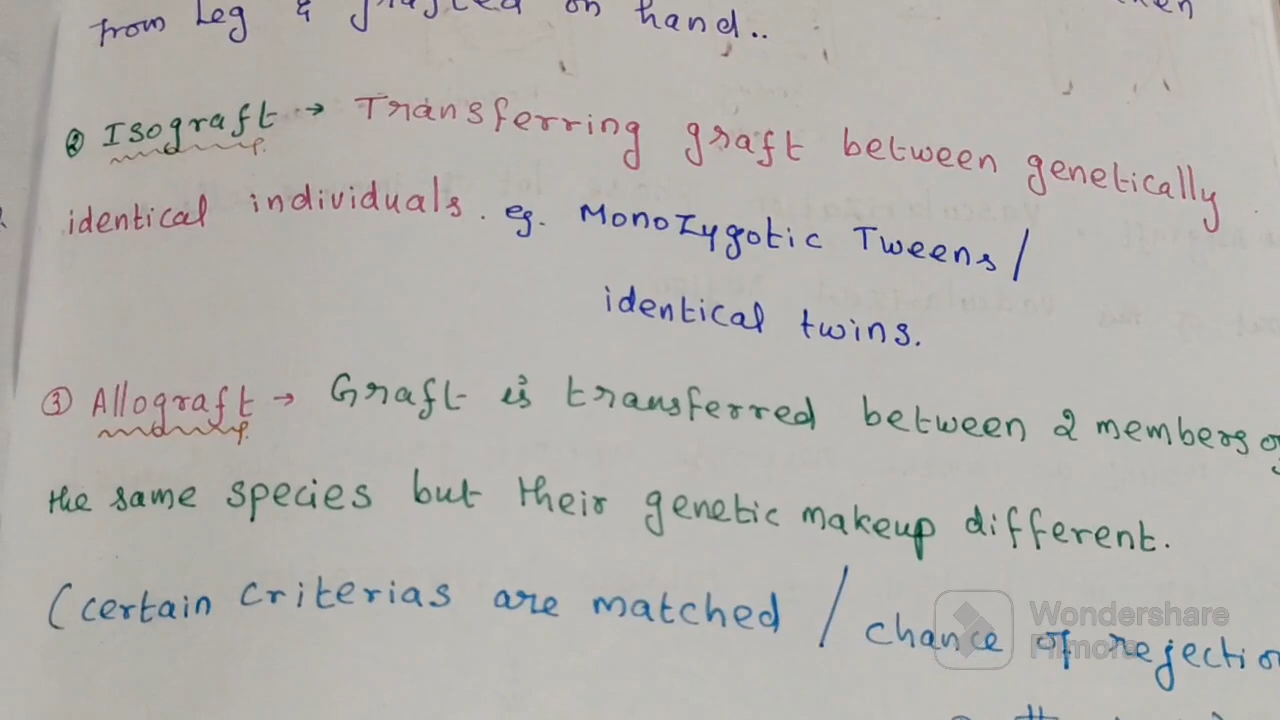 from Leg & grafted on hand..
② Isograft → Transferring graft between genetically
identical individuals. eg. MonoZygotic Tweens/
identical twins.
③ Allograft → Graft is transferred between 2 members of
the same species but their genetic makeup different.
(certain criterias are matched / chance of rejection
Wondershare
Filmora